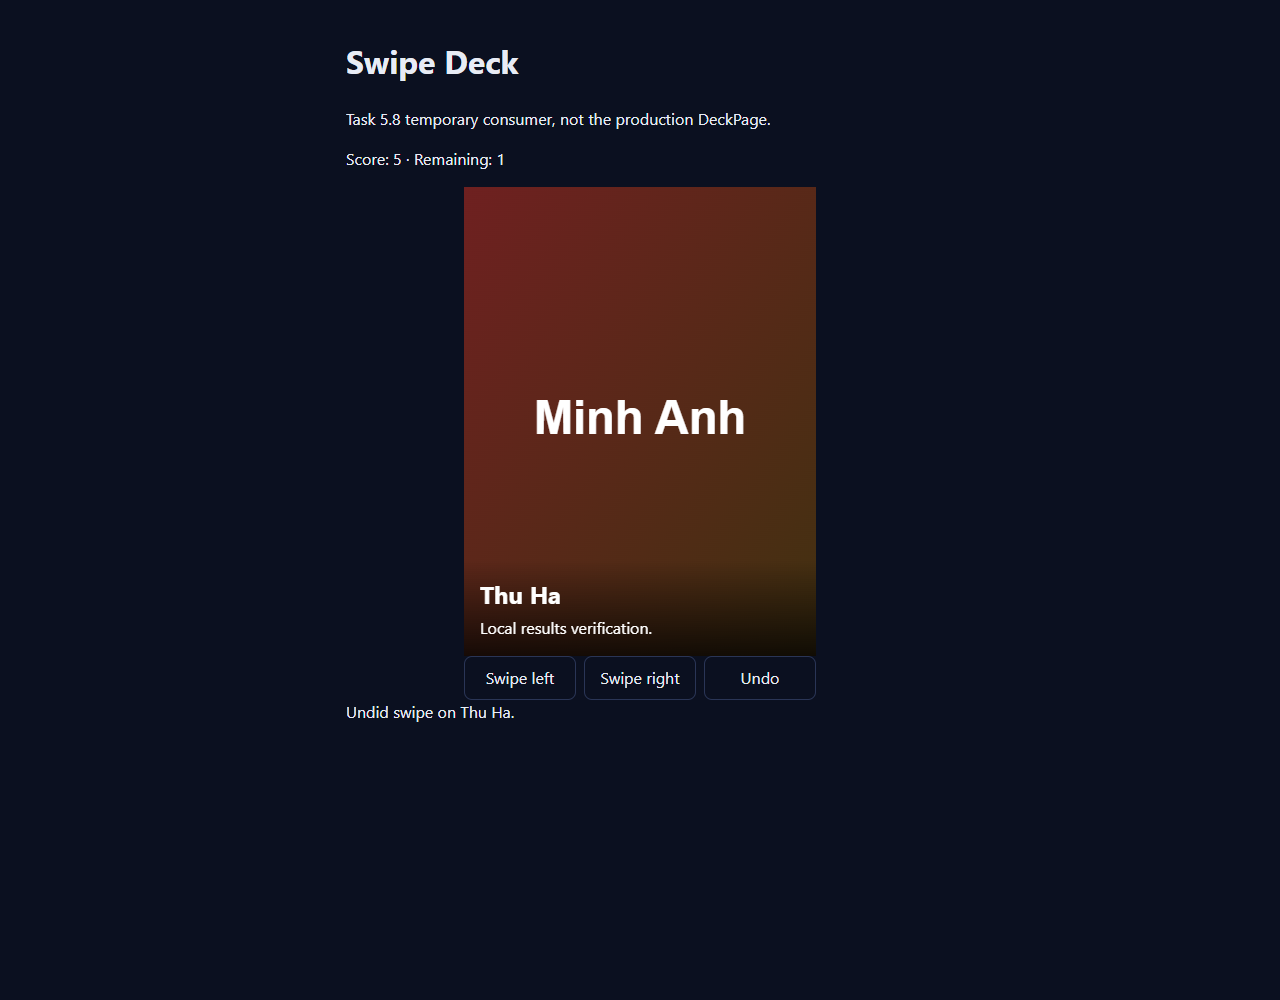 Swipe Deck
Task 5.8 temporary consumer, not the production DeckPage.
Score: 5 · Remaining: 1
Minh Anh
Thu Ha
Local results verification.
Swipe left Swipe right Undo
Undid swipe on Thu Ha.